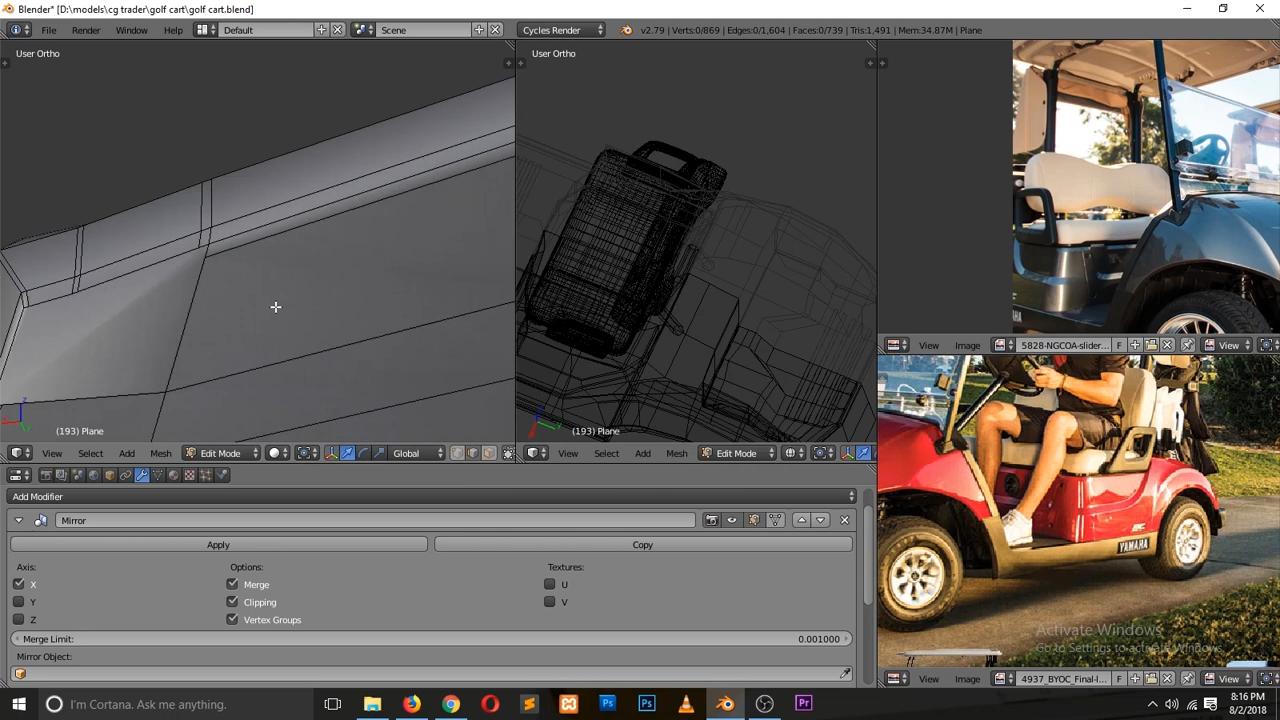 Blender* [D:\models\cg trader\golf cart\golf cart.blend]
File Render Window Help Default Scene Cycles Render v2.79 | Verts:0/869 | Edges:0/1,604 | Faces:0/739 | Tris:1,491 | Mem:34.87M | Plane
User Ortho
User Ortho
(193) Plane
(193) Plane
View Select Add Mesh Edit Mode Global
View Select Add Mesh Edit Mode
View Image 5828-NGCOA-slider... F View
YAMAHA
Activate Windows
Go to Settings to activate Windows.
View Image 4937_BYOC_Final-I... F View
Add Modifier
Mirror
Apply Copy
Axis: Options: Textures:
X Merge U
Y Clipping V
Z Vertex Groups
Merge Limit: 0.001000
Mirror Object:
I'm Cortana. Ask me anything.
Ps Ps Pr
8:16 PM
8/2/2018